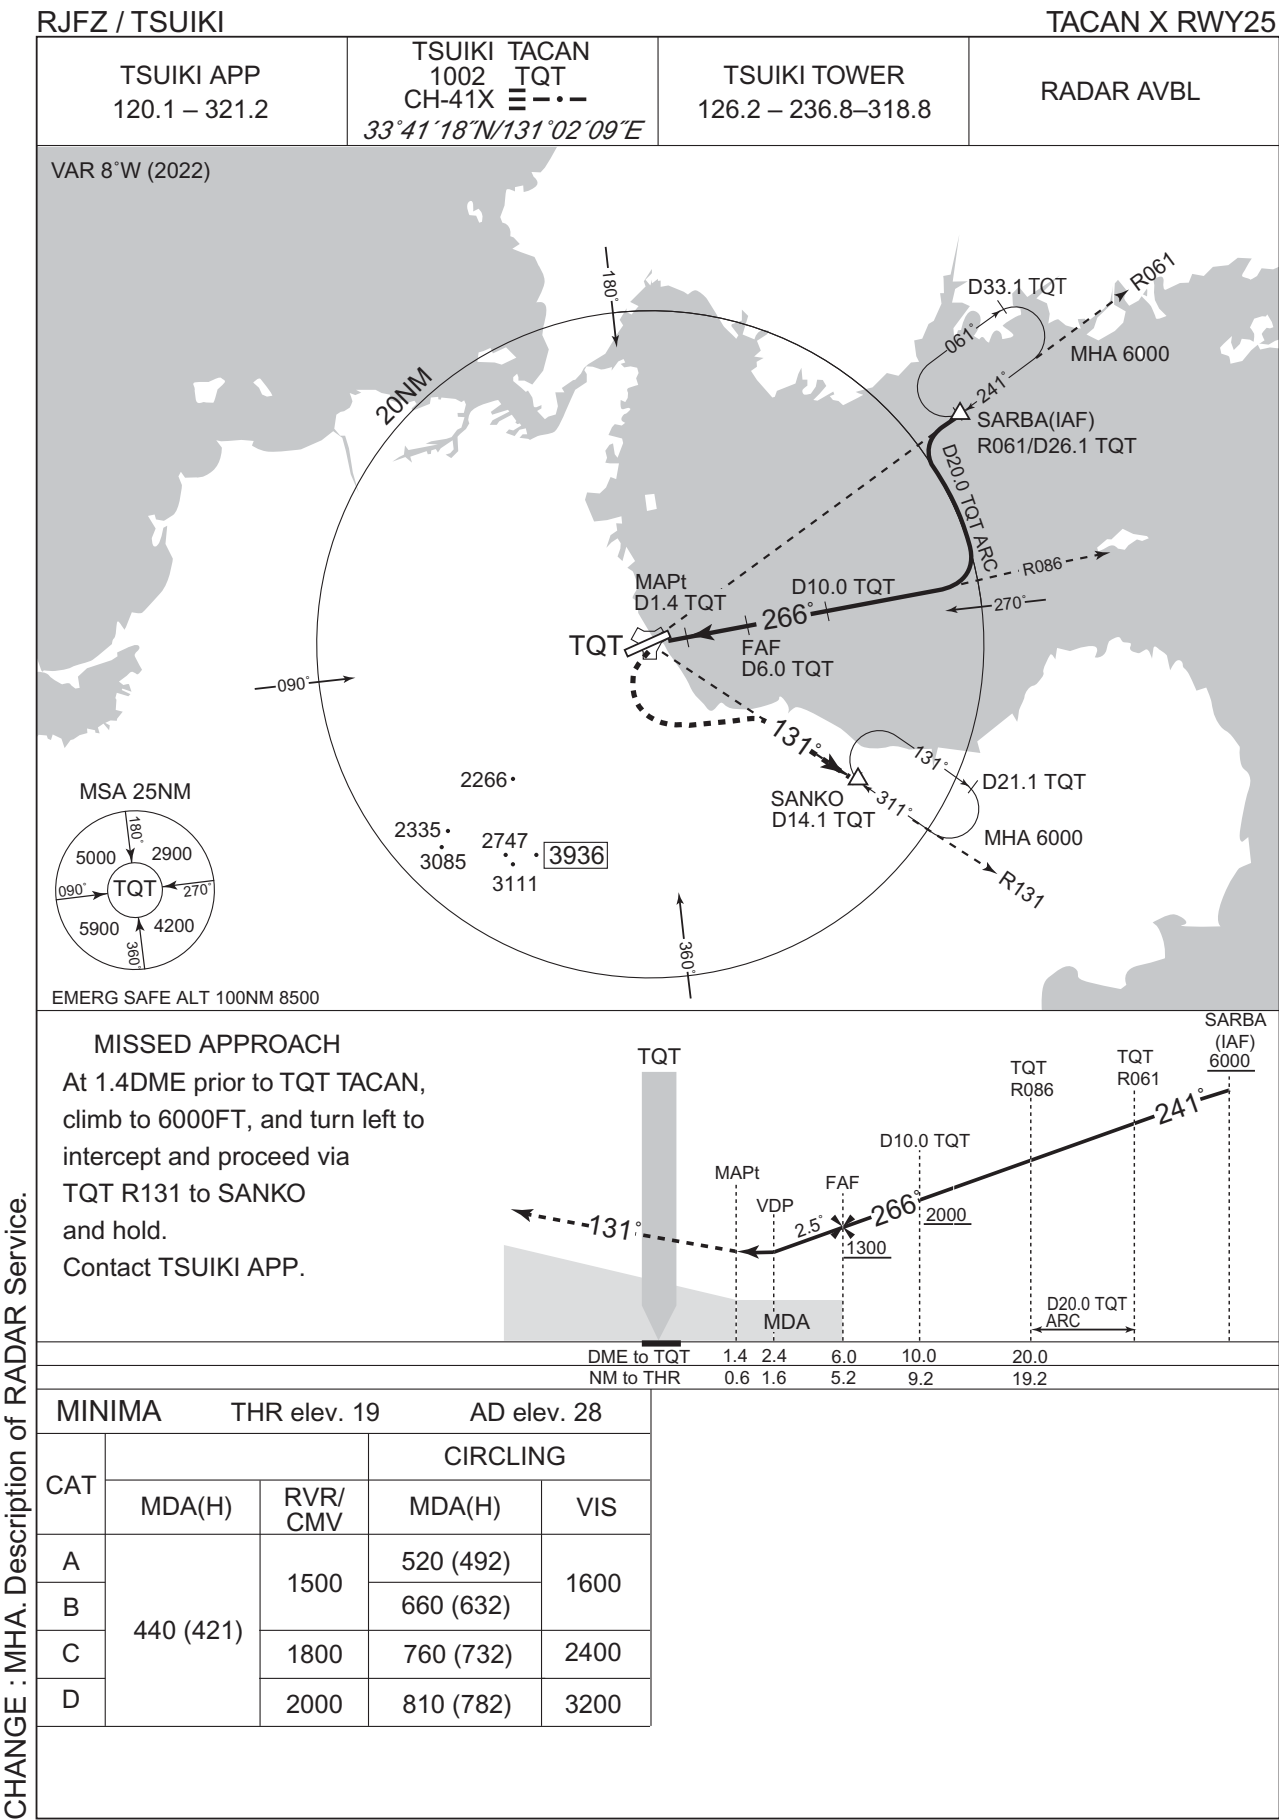 RJFZ / TSUIKI
TACAN X RWY25
TSUIKI APP
120.1 – 321.2
TSUIKI TACAN
1002 TQT
CH-41X
33°41´18˝N/131°02´09˝E
TSUIKI TOWER
126.2 – 236.8–318.8
RADAR AVBL
VAR 8°W (2022)
180°
20NM
D33.1 TQT
R061
061°
MHA 6000
241°
SARBA(IAF)
R061/D26.1 TQT
D20.0 TQT ARC
R086
270°
MAPt
D1.4 TQT
D10.0 TQT
266°
TQT
FAF
D6.0 TQT
090°
131°
131°
SANKO
D14.1 TQT
311°
D21.1 TQT
MHA 6000
R131
2266
2335
3085
2747
3936
3111
360°
MSA 25NM
180°
5000
2900
090°
TQT
270°
5900
4200
360°
EMERG SAFE ALT 100NM 8500
MISSED APPROACH
At 1.4DME prior to TQT TACAN,
climb to 6000FT, and turn left to
intercept and proceed via
TQT R131 to SANKO
and hold.
Contact TSUIKI APP.
SARBA
(IAF)
6000
TQT
TQT
R086
TQT
R061
241°
D10.0 TQT
MAPt
FAF
VDP
2.5°
266°
2000
1300
131°
MDA
D20.0 TQT
ARC
DME to TQT 1.4 2.4 6.0 10.0 20.0
NM to THR 0.6 1.6 5.2 9.2 19.2
MINIMA THR elev. 19 AD elev. 28
CAT
CIRCLING
MDA(H)
RVR/
CMV
MDA(H)
VIS
A
520 (492)
1500
1600
B
660 (632)
440 (421)
C
1800
760 (732)
2400
D
2000
810 (782)
3200
CHANGE : MHA. Description of RADAR Service.